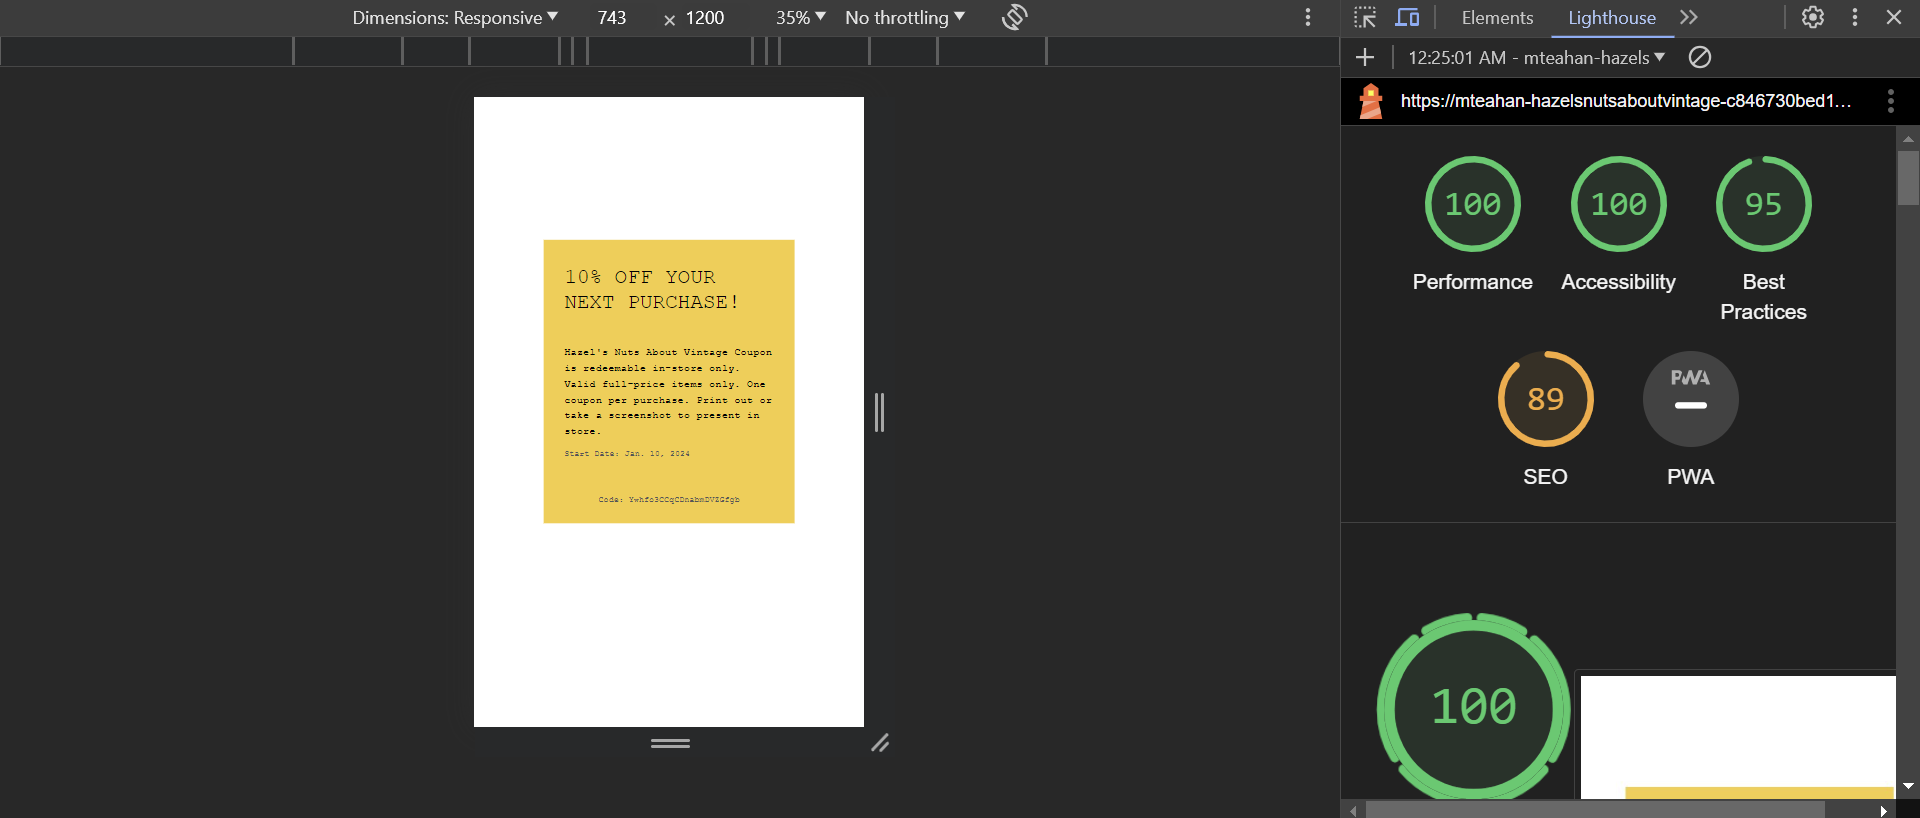 Dimensions: Responsive 743 × 1200 35% No throttling
Elements Lighthouse
12:25:01 AM - mteahan-hazels
https://mteahan-hazelsnutsaboutvintage-c846730bed1…
10% OFF YOUR
NEXT PURCHASE!
Hazel's Nuts About Vintage Coupon
is redeemable in-store only.
Valid full-price items only. One
coupon per purchase. Print out or
take a screenshot to present in
store.
Start Date: Jan. 10, 2024
100
Performance
100
Accessibility
95
Best
Practices
89
SEO
PWA
PWA
100